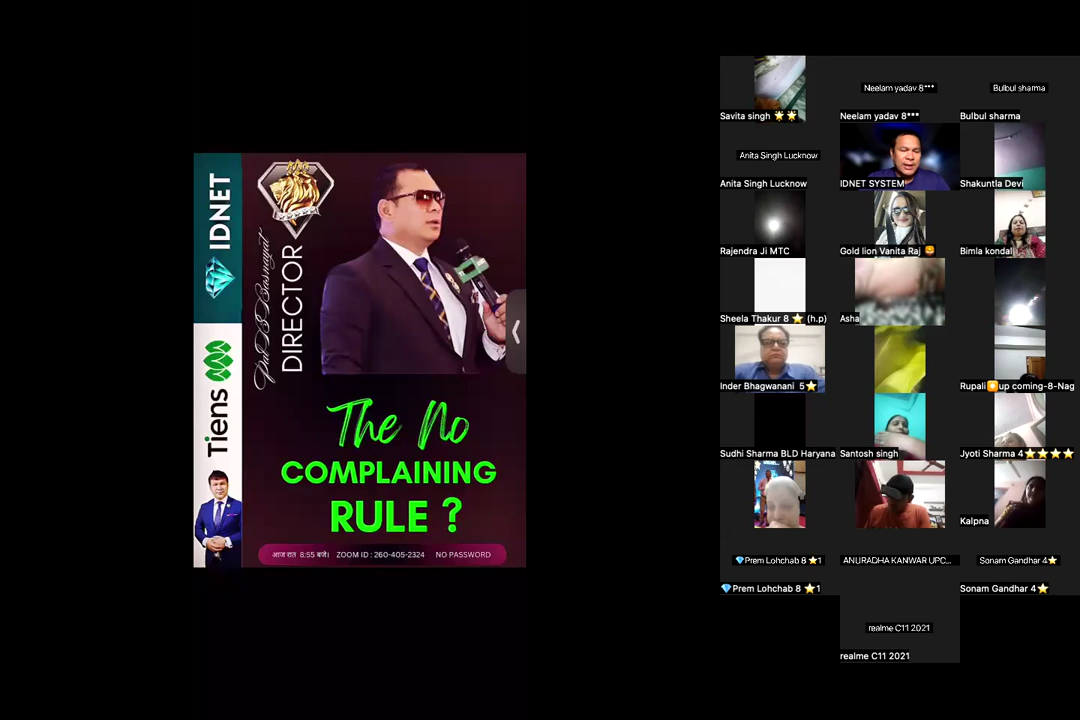 IDNET
Tiens
DIRECTOR
The No
COMPLAINING
RULE ?
आज रात 8:55 बजे। ZOOM ID : 260-405-2324 NO PASSWORD
Savita singh 🌟🌟
Neelam yadav 8***
Neelam yadav 8***
Bulbul sharma
Bulbul sharma
Anita Singh Lucknow
Anita Singh Lucknow
IDNET SYSTEM
Shakuntla Devi
Rajendra Ji MTC
Gold lion Vanita Raj 🦁
Bimla kondal
Sheela Thakur 8 ⭐ (h.p)
Asha
Inder Bhagwanani 5⭐
Rupali up coming-8-Nag
Sudhi Sharma BLD Haryana
Santosh singh
Jyoti Sharma 4⭐⭐⭐⭐
Kalpna
💎Prem Lohchab 8 ⭐1
💎Prem Lohchab 8 ⭐1
ANURADHA KANWAR UPC...
Sonam Gandhar 4⭐
Sonam Gandhar 4⭐
realme C11 2021
realme C11 2021